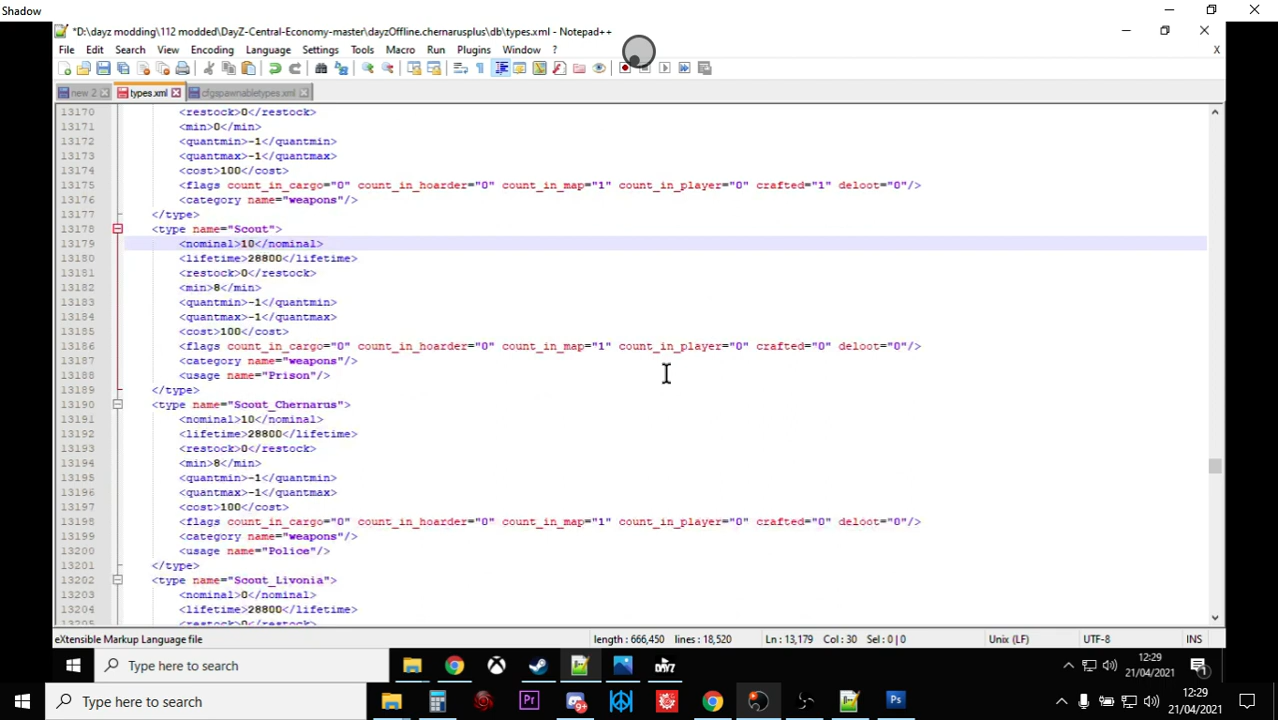 Shadow
*D:\dayz modding\112 modded\DayZ-Central-Economy-master\dayzOffline.chernarusplus\db\types.xml - Notepad++
File Edit Search View Encoding Language Settings Tools Macro Run Plugins Window ? X
new 2 types.xml cfgspawnabletypes.xml
13170 <restock>0</restock>
13171 <min>0</min>
13172 <quantmin>-1</quantmin>
13173 <quantmax>-1</quantmax>
13174 <cost>100</cost>
13175 <flags count_in_cargo="0" count_in_hoarder="0" count_in_map="1" count_in_player="0" crafted="1" deloot="0"/>
13176 <category name="weapons"/>
13177 </type>
13178 <type name="Scout">
13179 <nominal>10</nominal>
13180 <lifetime>28800</lifetime>
13181 <restock>0</restock>
13182 <min>8</min>
13183 <quantmin>-1</quantmin>
13184 <quantmax>-1</quantmax>
13185 <cost>100</cost>
13186 <flags count_in_cargo="0" count_in_hoarder="0" count_in_map="1" count_in_player="0" crafted="0" deloot="0"/>
13187 <category name="weapons"/>
13188 <usage name="Prison"/>
13189 </type>
13190 <type name="Scout_Chernarus">
13191 <nominal>10</nominal>
13192 <lifetime>28800</lifetime>
13193 <restock>0</restock>
13194 <min>8</min>
13195 <quantmin>-1</quantmin>
13196 <quantmax>-1</quantmax>
13197 <cost>100</cost>
13198 <flags count_in_cargo="0" count_in_hoarder="0" count_in_map="1" count_in_player="0" crafted="0" deloot="0"/>
13199 <category name="weapons"/>
13200 <usage name="Police"/>
13201 </type>
13202 <type name="Scout_Livonia">
13203 <nominal>0</nominal>
13204 <lifetime>28800</lifetime>
13205 <restock>0</restock>
eXtensible Markup Language file length : 666,450 lines : 18,520 Ln : 13,179 Col : 30 Sel : 0 | 0 Unix (LF) UTF-8 INS
Type here to search DAYZ 12:29
21/04/2021 1
Type here to search 9+ Pr Ps 12:29
21/04/2021